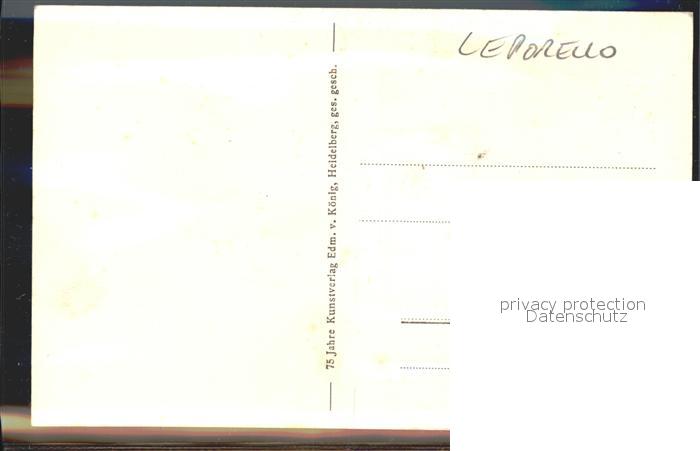 LEPORELLO
75 Jahre Kunstverlag Edm. v. König, Heidelberg, ges. gesch.
privacy protection
Datenschutz